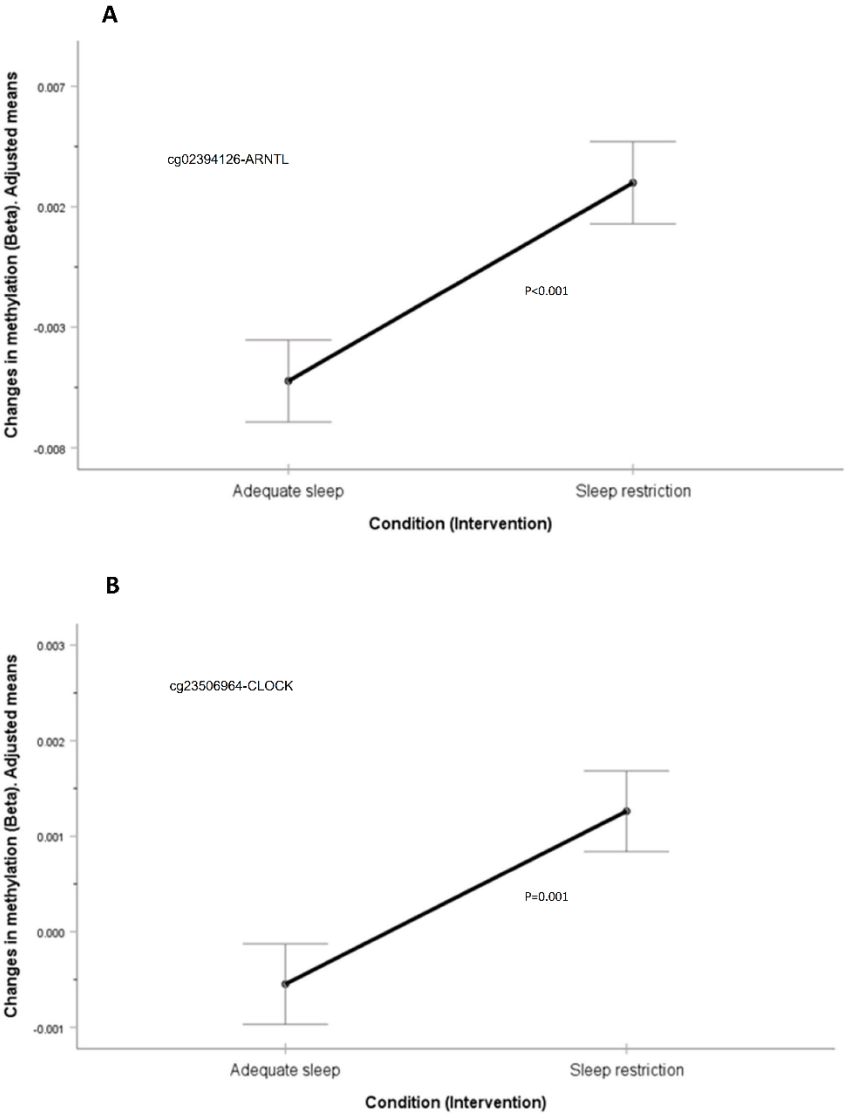 A
Changes in methylation (Beta). Adjusted means
0.007
0.002
-0.003
-0.008
cg02394126-ARNTL
P<0.001
Adequate sleep
Sleep restriction
Condition (Intervention)
B
Changes in methylation (Beta). Adjusted means
0.003
0.002
0.001
0.000
-0.001
cg23506964-CLOCK
P=0.001
Adequate sleep
Sleep restriction
Condition (Intervention)